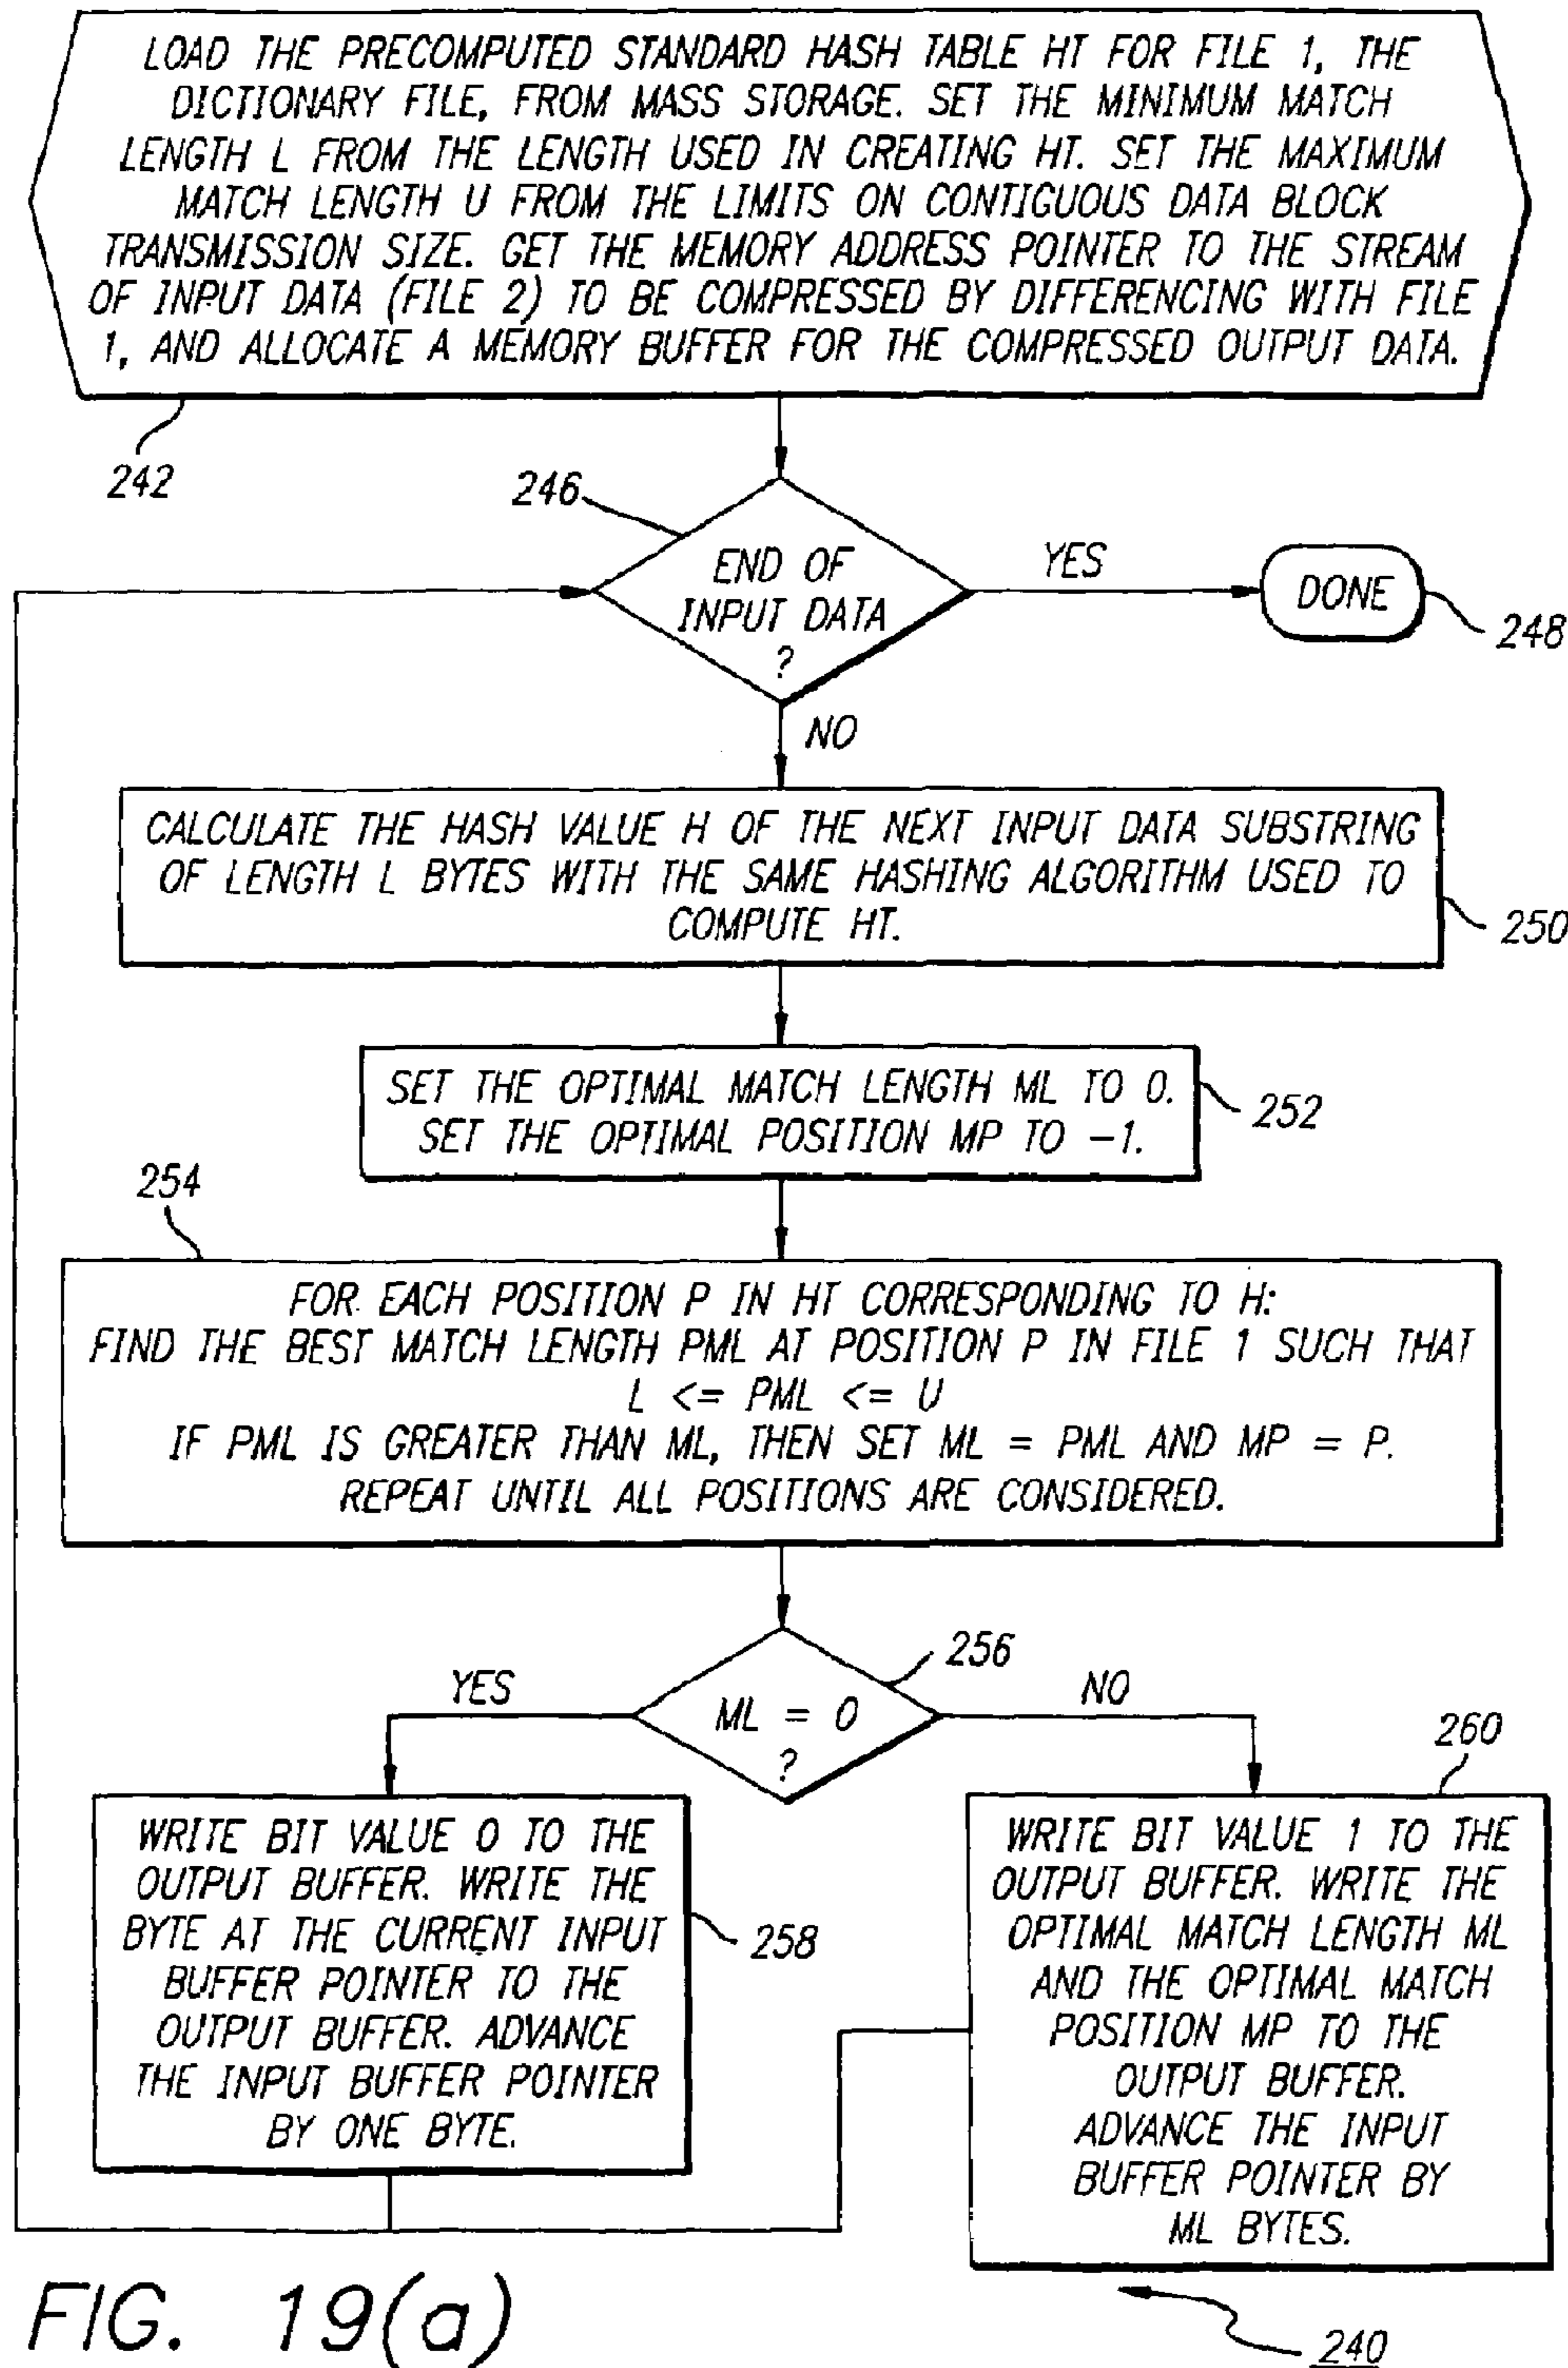 LOAD THE PRECOMPUTED STANDARD HASH TABLE HT FOR FILE 1, THE
DICTIONARY FILE, FROM MASS STORAGE. SET THE MINIMUM MATCH
LENGTH L FROM THE LENGTH USED IN CREATING HT. SET THE MAXIMUM
MATCH LENGTH U FROM THE LIMITS ON CONTIGUOUS DATA BLOCK
TRANSMISSION SIZE. GET THE MEMORY ADDRESS POINTER TO THE STREAM
OF INPUT DATA (FILE 2) TO BE COMPRESSED BY DIFFERENCING WITH FILE
1, AND ALLOCATE A MEMORY BUFFER FOR THE COMPRESSED OUTPUT DATA.
242
246
END OF
INPUT DATA
?
YES
DONE
248
NO
CALCULATE THE HASH VALUE H OF THE NEXT INPUT DATA SUBSTRING
OF LENGTH L BYTES WITH THE SAME HASHING ALGORITHM USED TO
COMPUTE HT.
250
SET THE OPTIMAL MATCH LENGTH ML TO 0.
SET THE OPTIMAL POSITION MP TO -1.
252
254
FOR EACH POSITION P IN HT CORRESPONDING TO H:
FIND THE BEST MATCH LENGTH PML AT POSITION P IN FILE 1 SUCH THAT
L <= PML <= U
IF PML IS GREATER THAN ML, THEN SET ML = PML AND MP = P.
REPEAT UNTIL ALL POSITIONS ARE CONSIDERED.
256
YES
ML = 0
?
NO
WRITE BIT VALUE 0 TO THE
OUTPUT BUFFER. WRITE THE
BYTE AT THE CURRENT INPUT
BUFFER POINTER TO THE
OUTPUT BUFFER. ADVANCE
THE INPUT BUFFER POINTER
BY ONE BYTE.
258
260
WRITE BIT VALUE 1 TO THE
OUTPUT BUFFER. WRITE THE
OPTIMAL MATCH LENGTH ML
AND THE OPTIMAL MATCH
POSITION MP TO THE
OUTPUT BUFFER.
ADVANCE THE INPUT
BUFFER POINTER BY
ML BYTES.
FIG. 19(a)
240